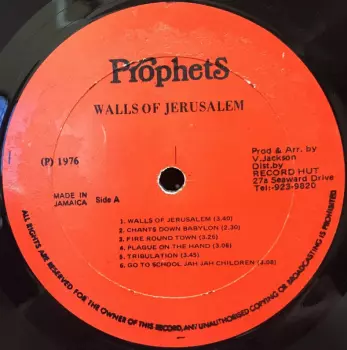 Prophets
WALLS OF JERUSALEM
(P) 1976
Prod & Arr. by
V. Jackson
Dist. by
RECORD HUT
27a Seaward Drive
Tel:-923-9820
MADE IN
JAMAICA
Side A
1. WALLS OF JERUSALEM (3.40)
2. CHANTS DOWN BABYLON (2.30)
3. FIRE ROUND TOWN (3.25)
4. PLAGUE ON THE HAND (3.06)
5. TRIBULATION (3.45)
6. GO TO SCHOOL JAH JAH CHILDREN (3.08)
ALL RIGHTS ARE RESERVED FOR THE OWNER OF THIS RECORD, ANY UNAUTHORISED COPYING OR BROADCASTING IS PROHIBITED